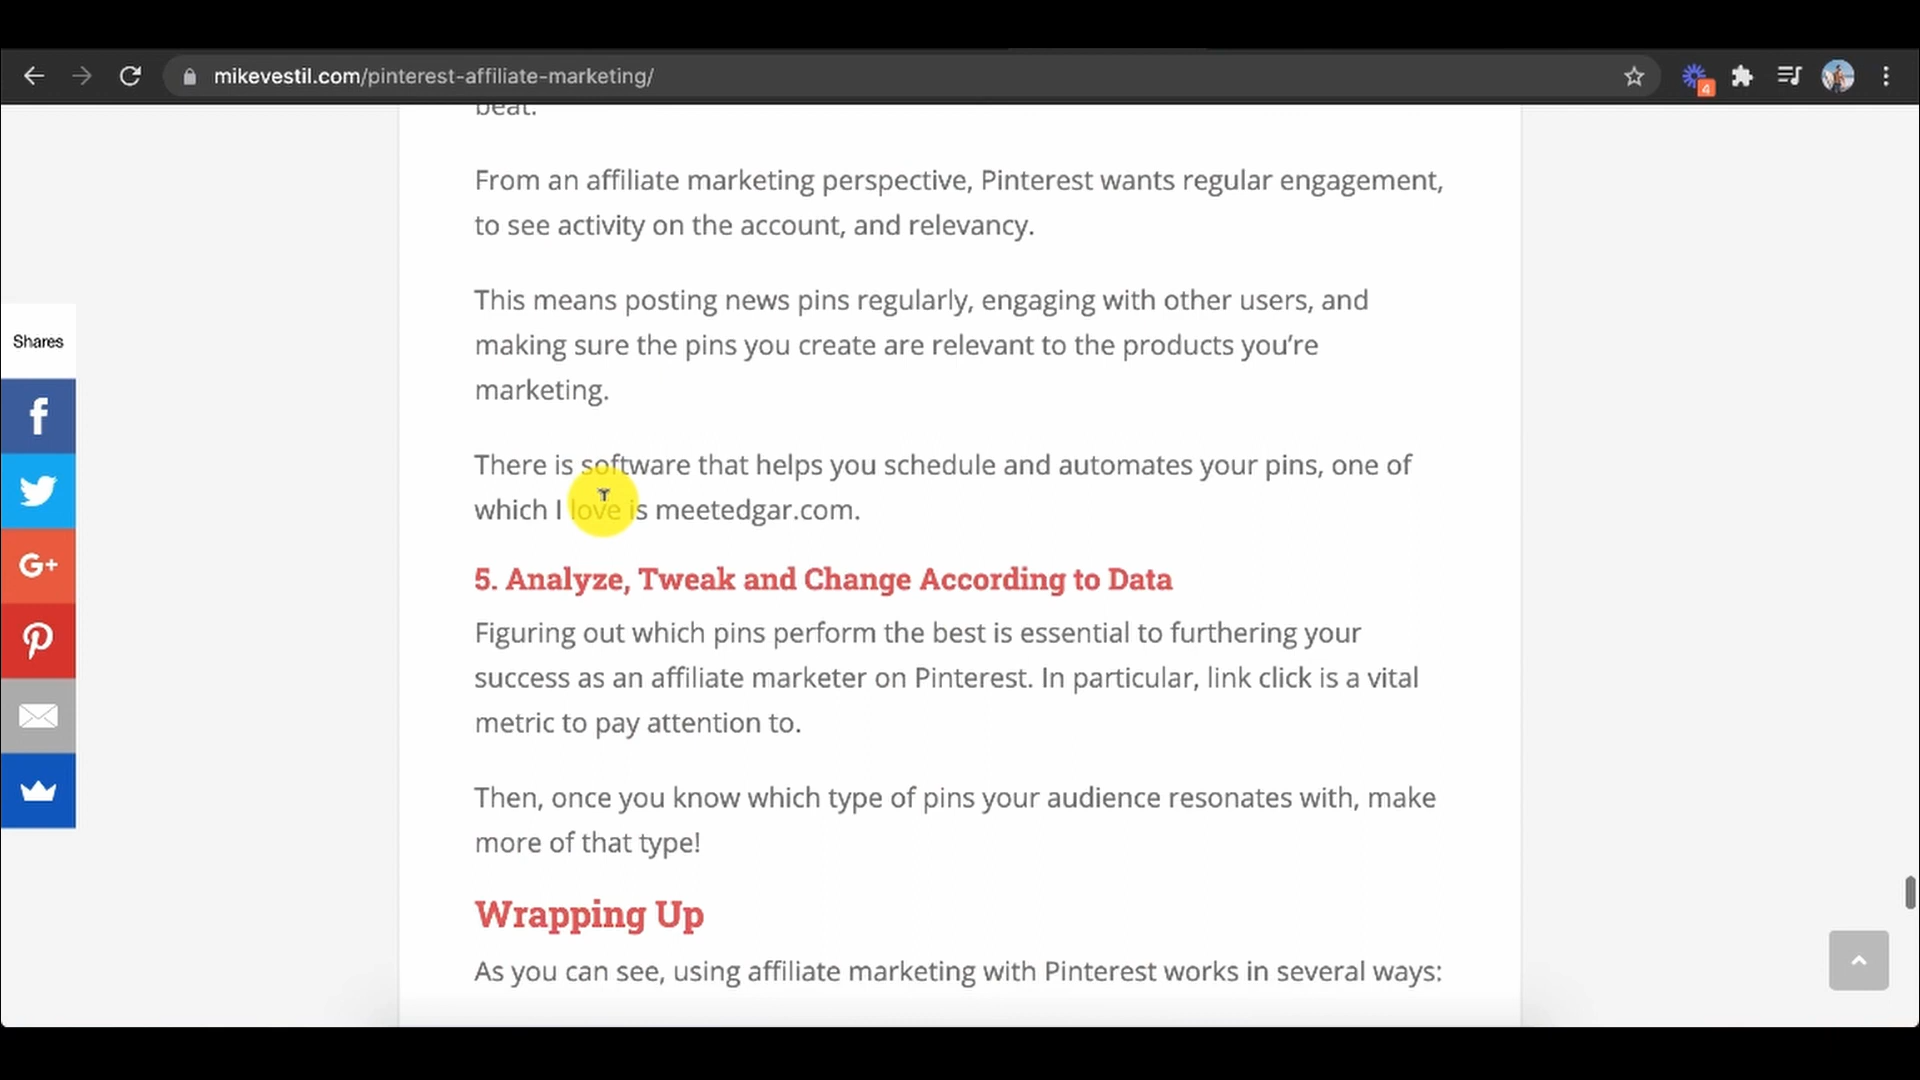 mikevestil.com/pinterest-affiliate-marketing/
4
beat.
From an affiliate marketing perspective, Pinterest wants regular engagement,
to see activity on the account, and relevancy.
This means posting news pins regularly, engaging with other users, and
making sure the pins you create are relevant to the products you’re
marketing.
There is software that helps you schedule and automates your pins, one of
which I love is meetedgar.com.
5. Analyze, Tweak and Change According to Data
Figuring out which pins perform the best is essential to furthering your
success as an affiliate marketer on Pinterest. In particular, link click is a vital
metric to pay attention to.
Then, once you know which type of pins your audience resonates with, make
more of that type!
Wrapping Up
As you can see, using affiliate marketing with Pinterest works in several ways:
Shares
G+